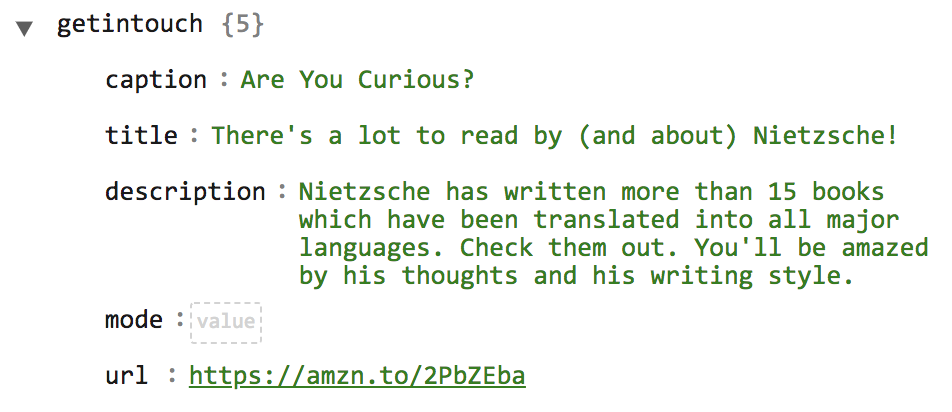 ▼ getintouch {5}
caption : Are You Curious?
title : There's a lot to read by (and about) Nietzsche!
description : Nietzsche has written more than 15 books
which have been translated into all major
languages. Check them out. You'll be amazed
by his thoughts and his writing style.
mode : value
url : https://amzn.to/2PbZEba